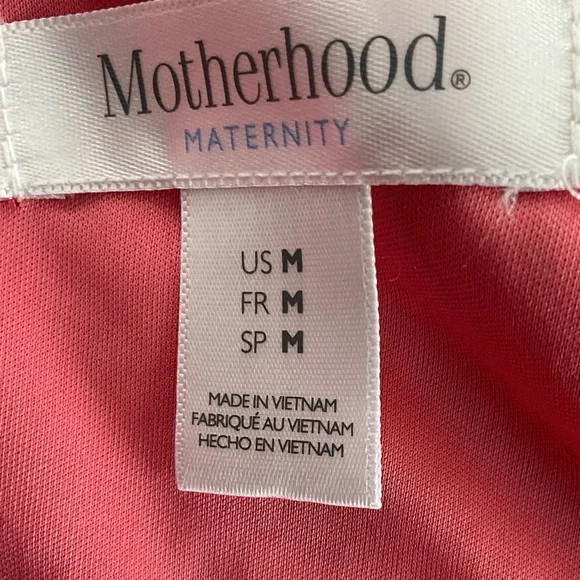 Motherhood®
MATERNITY
US M
FR M
SP M
MADE IN VIETNAM
FABRIQUÉ AU VIETNAM
HECHO EN VIETNAM